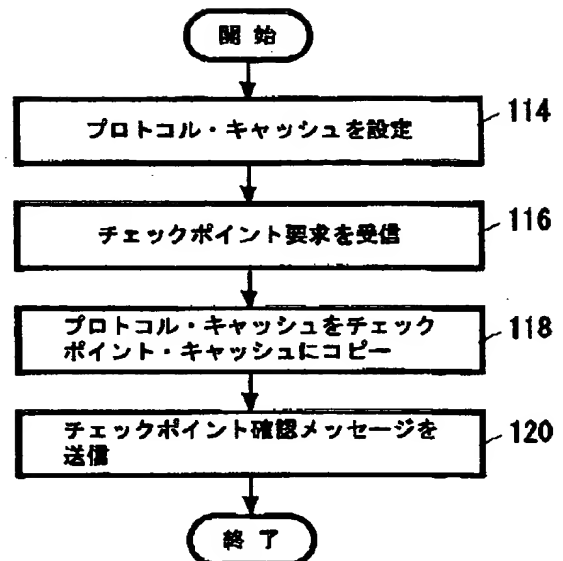 開始
プロトコル・キャッシュを設定
114
チェックポイント要求を受信
116
プロトコル・キャッシュをチェック
ポイント・キャッシュにコピー
118
チェックポイント確認メッセージを
送信
120
終了